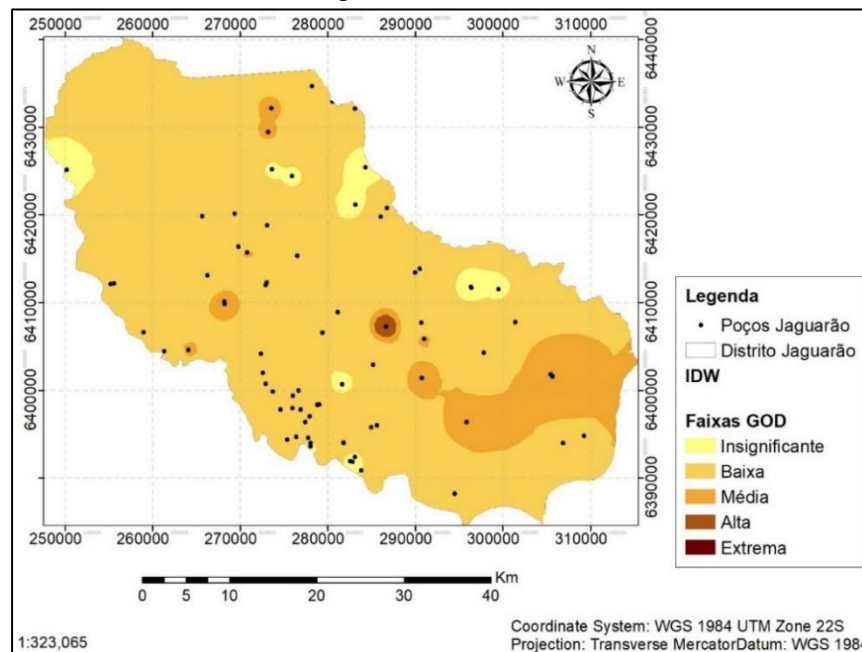 250000 260000 270000 280000 290000 300000 310000
6440000
6430000
6420000
6410000
6400000
6390000
N
W E
S
6440000
6430000
6420000
6410000
6400000
6390000
250000 260000 270000 280000 290000 300000 310000
Km
0 5 10 20 30 40
1:323,065
Legenda
Poços Jaguarão
Distrito Jaguarão
IDW
Faixas GOD
Insignificante
Baixa
Média
Alta
Extrema
Coordinate System: WGS 1984 UTM Zone 22S
Projection: Transverse MercatorDatum: WGS 1984